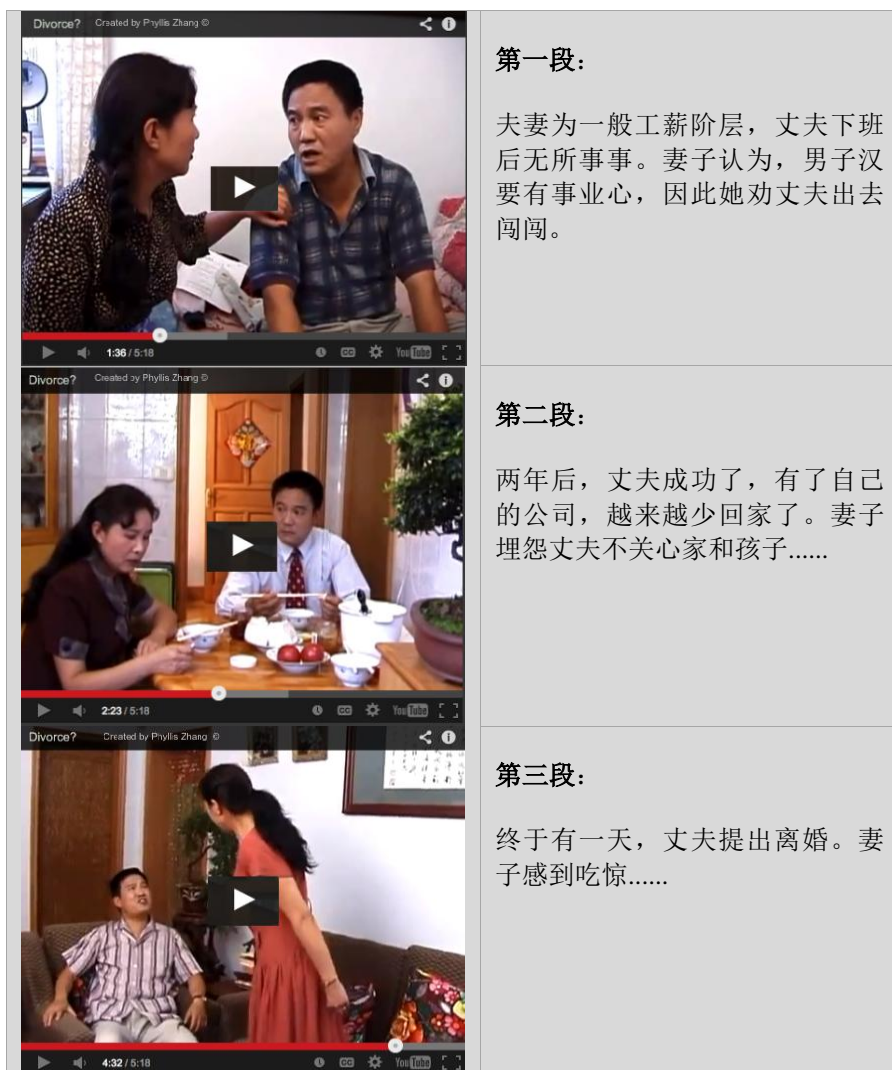 Divorce? Created by Phyllis Zhang ©
1:36 / 5:18
CC
YouTube
第一段：
夫妻为一般工薪阶层，丈夫下班
后无所事事。妻子认为，男子汉
要有事业心，因此她劝丈夫出去
闯闯。
Divorce? Created by Phyllis Zhang ©
2:23 / 5:18
CC
YouTube
第二段：
两年后，丈夫成功了，有了自己
的公司，越来越少回家了。妻子
埋怨丈夫不关心家和孩子......
Divorce? Created by Phyllis Zhang ©
4:32 / 5:18
CC
YouTube
第三段：
终于有一天，丈夫提出离婚。妻
子感到吃惊......